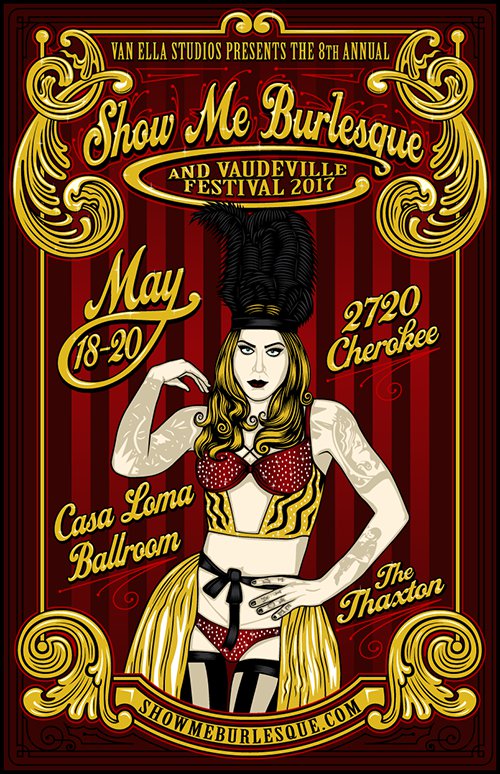 VAN ELLA STUDIOS PRESENTS THE 8TH ANNUAL
Show Me Burlesque
AND VAUDEVILLE
FESTIVAL 2017
May
18-20
2720
Cherokee
Casa Loma
Ballroom
The
Thaxton
SHOWMEBURLESQUE.COM